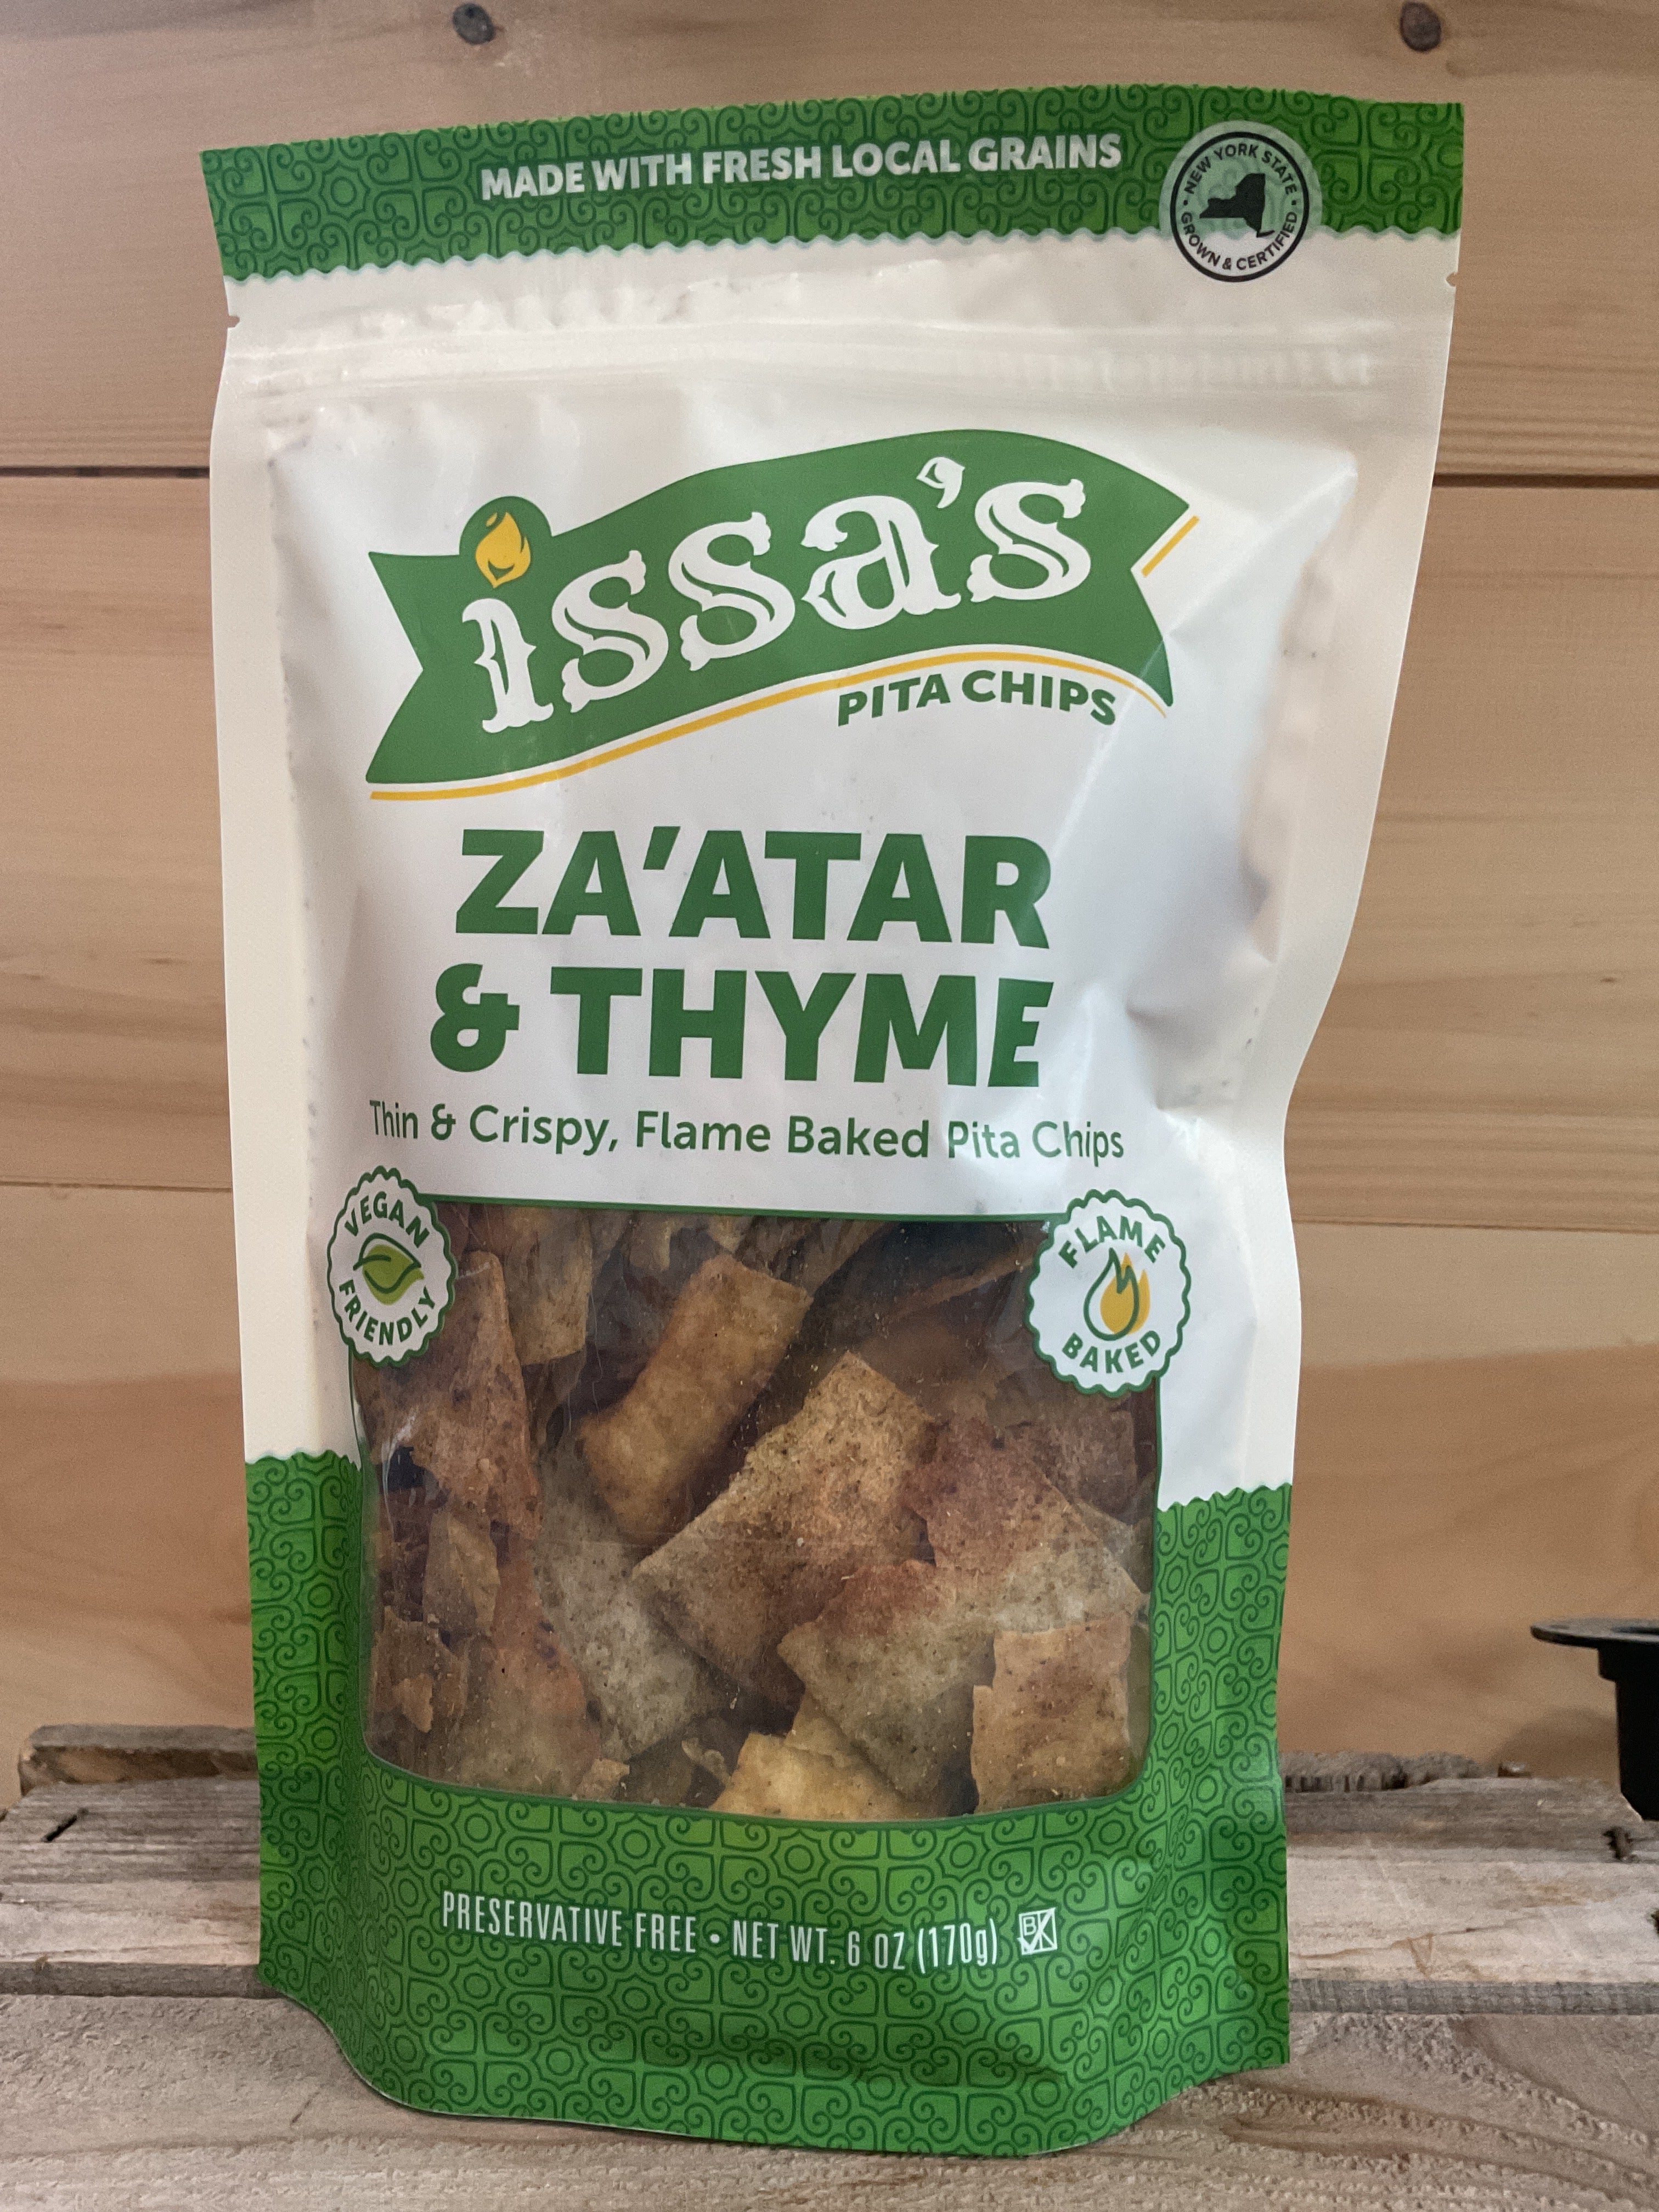 MADE WITH FRESH LOCAL GRAINS
NEW YORK STATE
GROWN & CERTIFIED
issa's
PITA CHIPS
ZA'ATAR
& THYME
Thin & Crispy, Flame Baked Pita Chips
VEGAN
FRIENDLY
FLAME
BAKED
PRESERVATIVE FREE • NET WT. 6 OZ (170g) BK